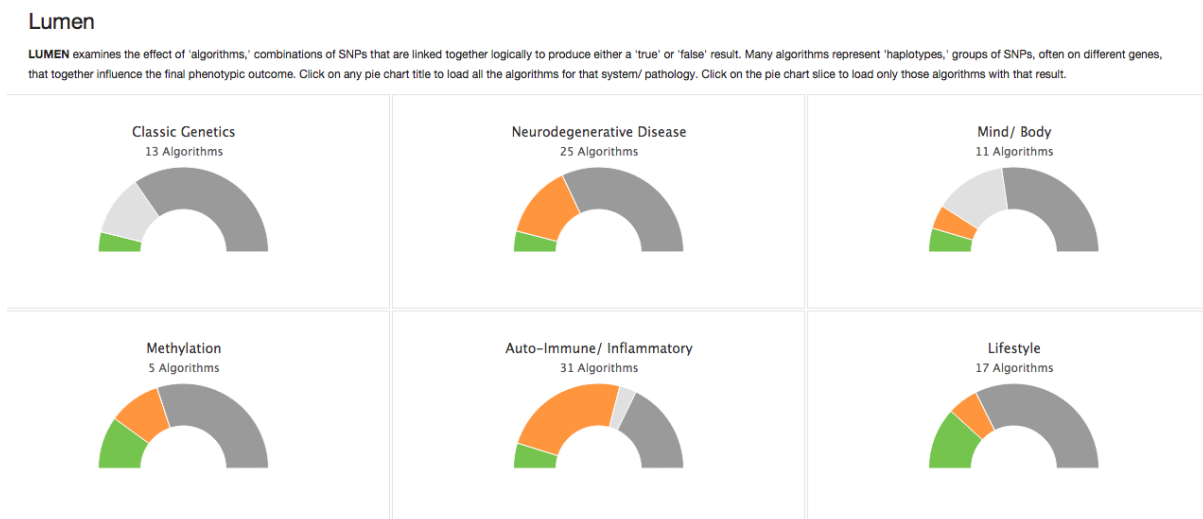 Lumen
LUMEN examines the effect of 'algorithms,' combinations of SNPs that are linked together logically to produce either a 'true' or 'false' result. Many algorithms represent 'haplotypes,' groups of SNPs, often on different genes,
that together influence the final phenotypic outcome. Click on any pie chart title to load all the algorithms for that system/ pathology. Click on the pie chart slice to load only those algorithms with that result.
Classic Genetics
13 Algorithms
Neurodegenerative Disease
25 Algorithms
Mind/ Body
11 Algorithms
Methylation
5 Algorithms
Auto-Immune/ Inflammatory
31 Algorithms
Lifestyle
17 Algorithms